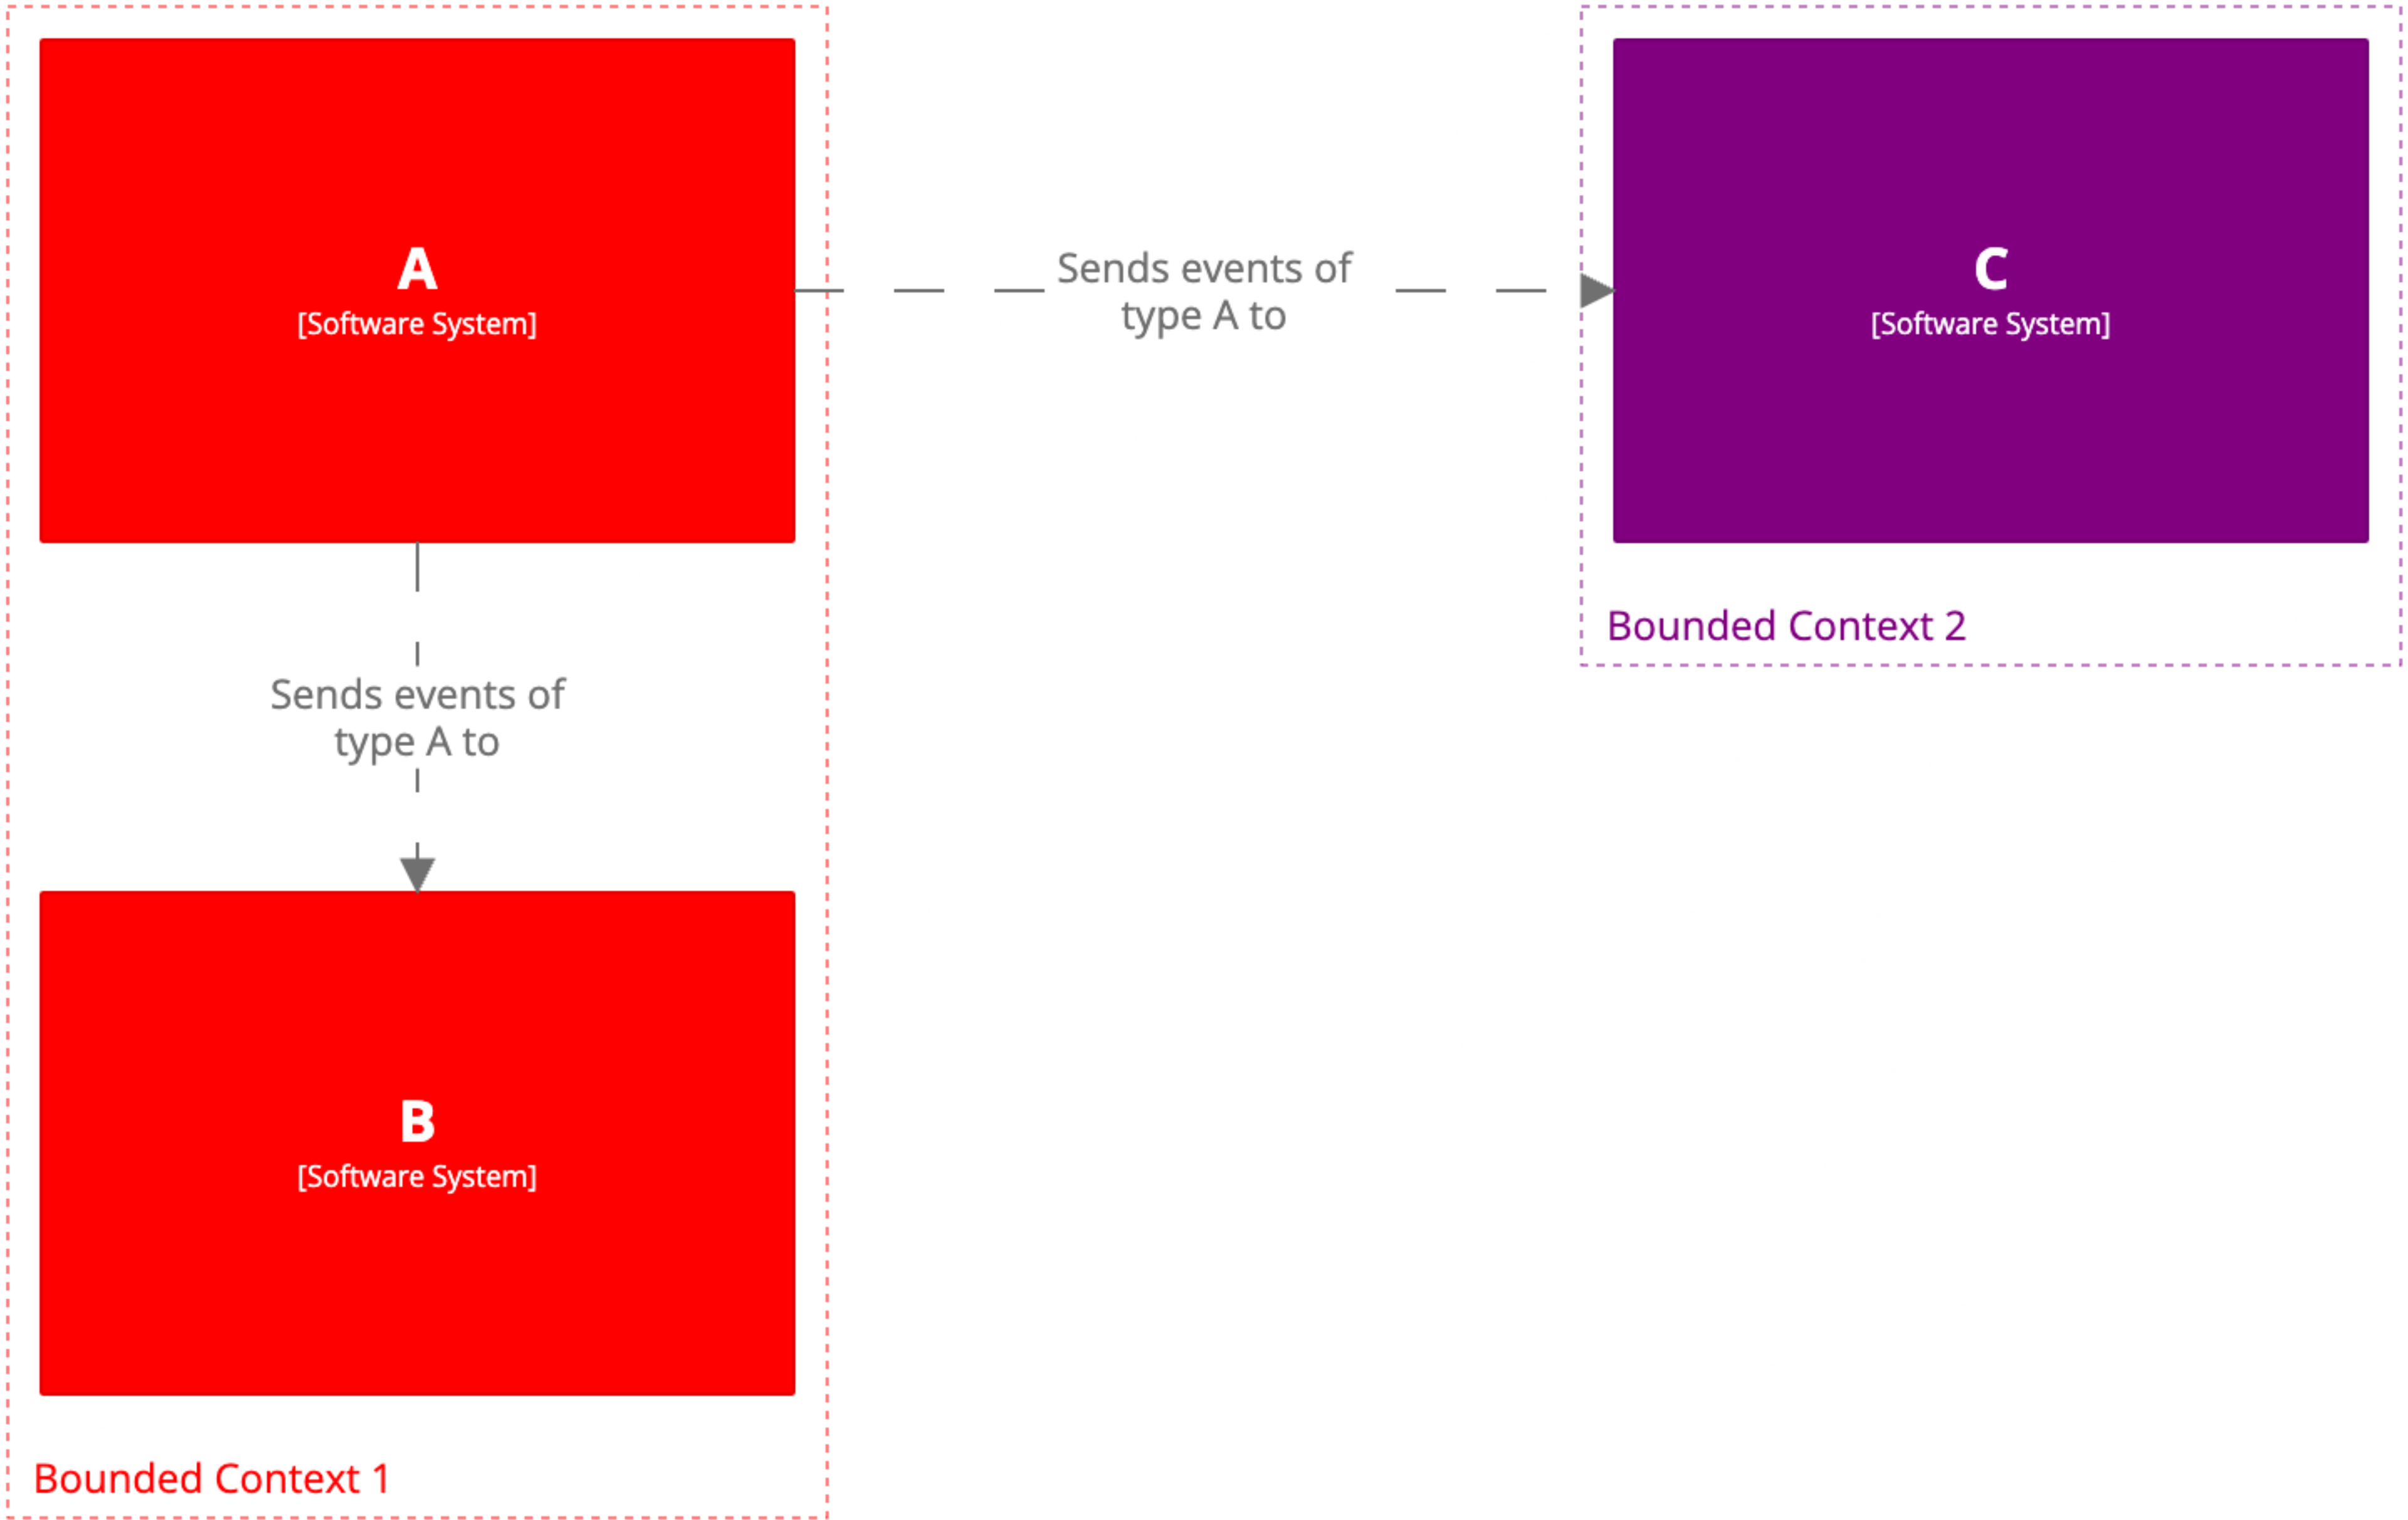 A
[Software System]
Sends events of
type A to
C
[Software System]
Bounded Context 2
Sends events of
type A to
B
[Software System]
Bounded Context 1